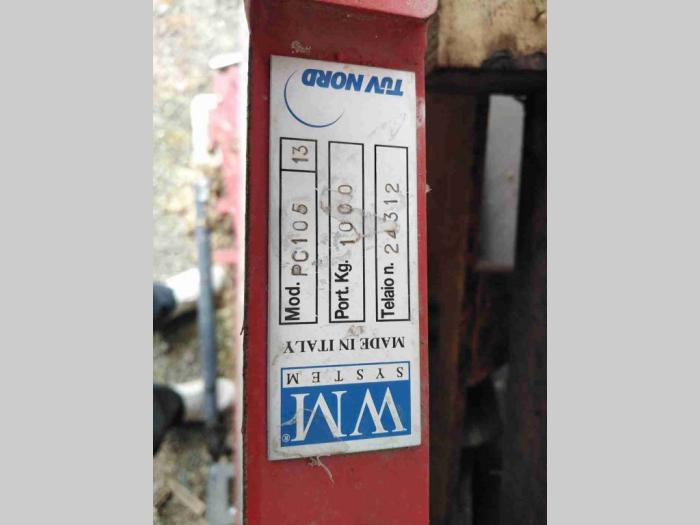 WM®
SYSTEM
MADE IN ITALY
Mod. PC105 13
Port. Kg. 1000
Telaio n. 24312
TÜV NORD